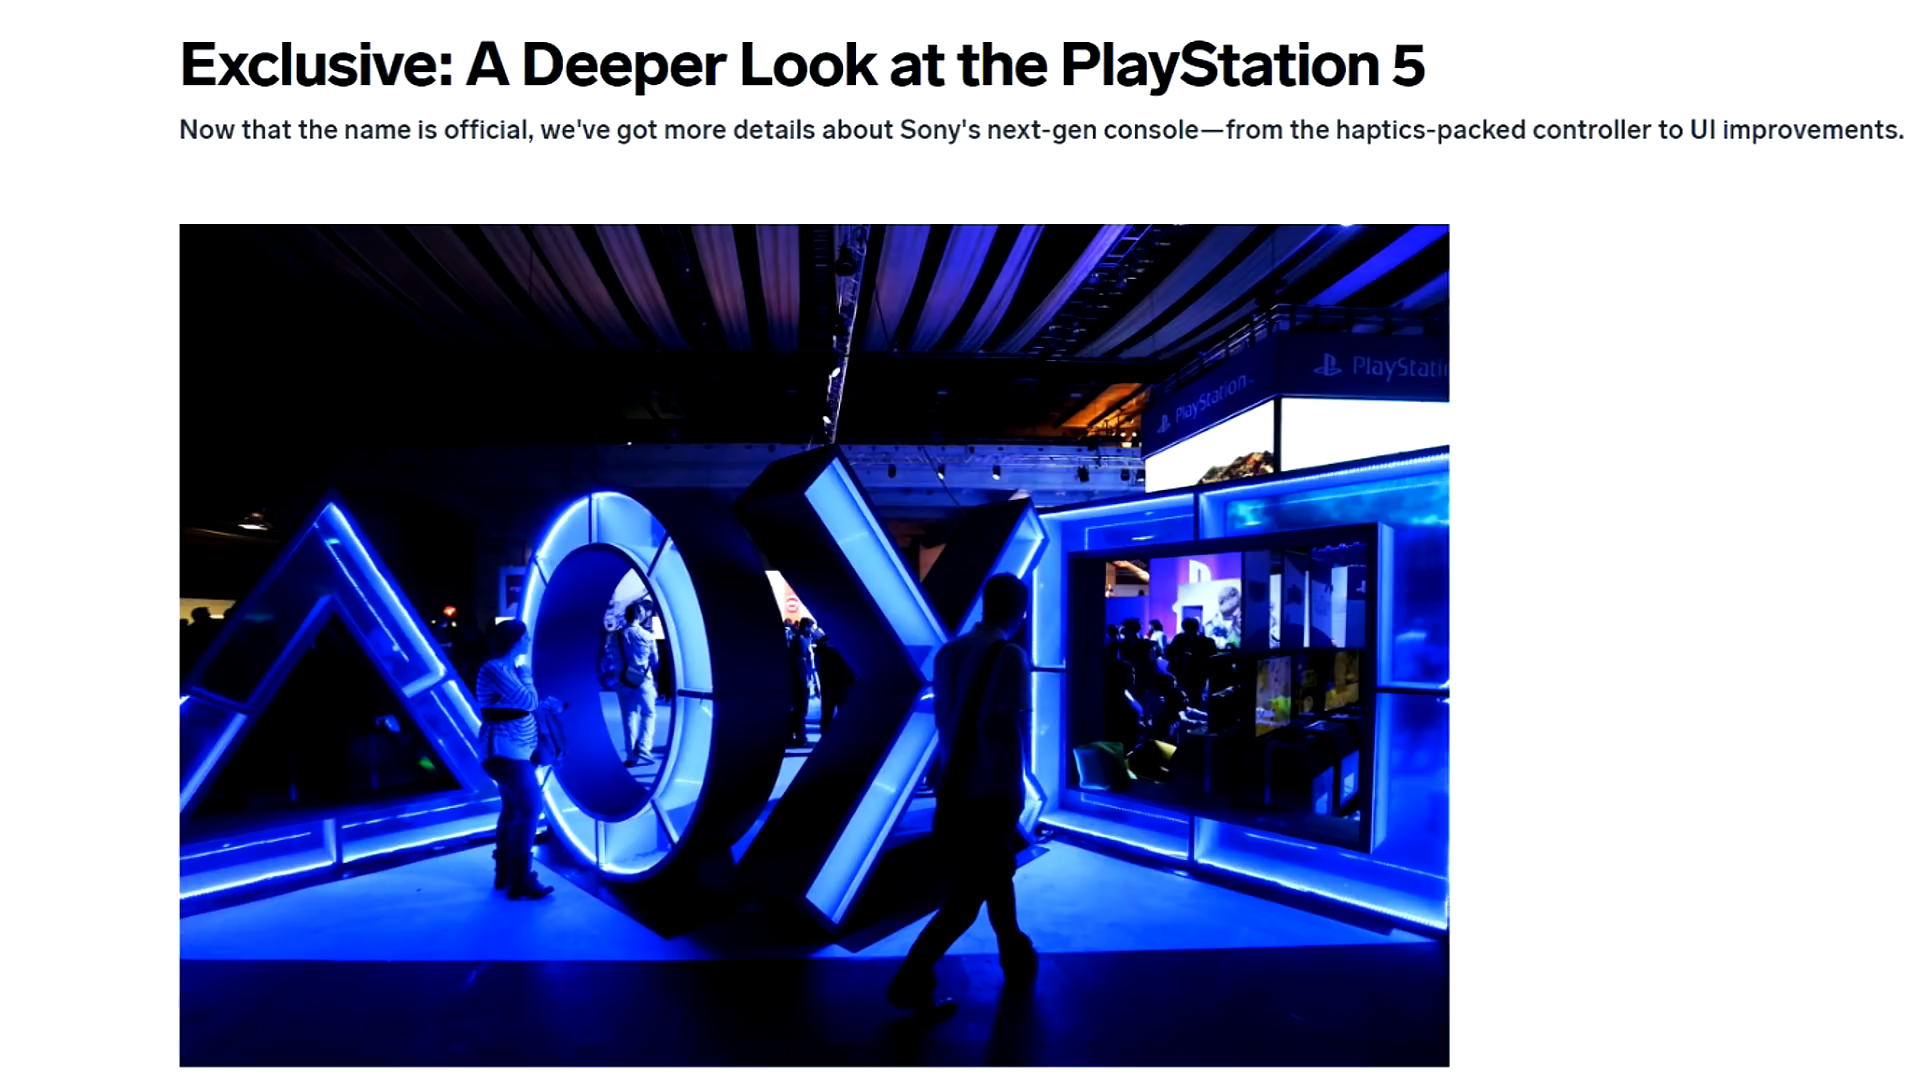 Exclusive: A Deeper Look at the PlayStation 5
Now that the name is official, we've got more details about Sony's next-gen console—from the haptics-packed controller to UI improvements.
PlayStation
PlayStati